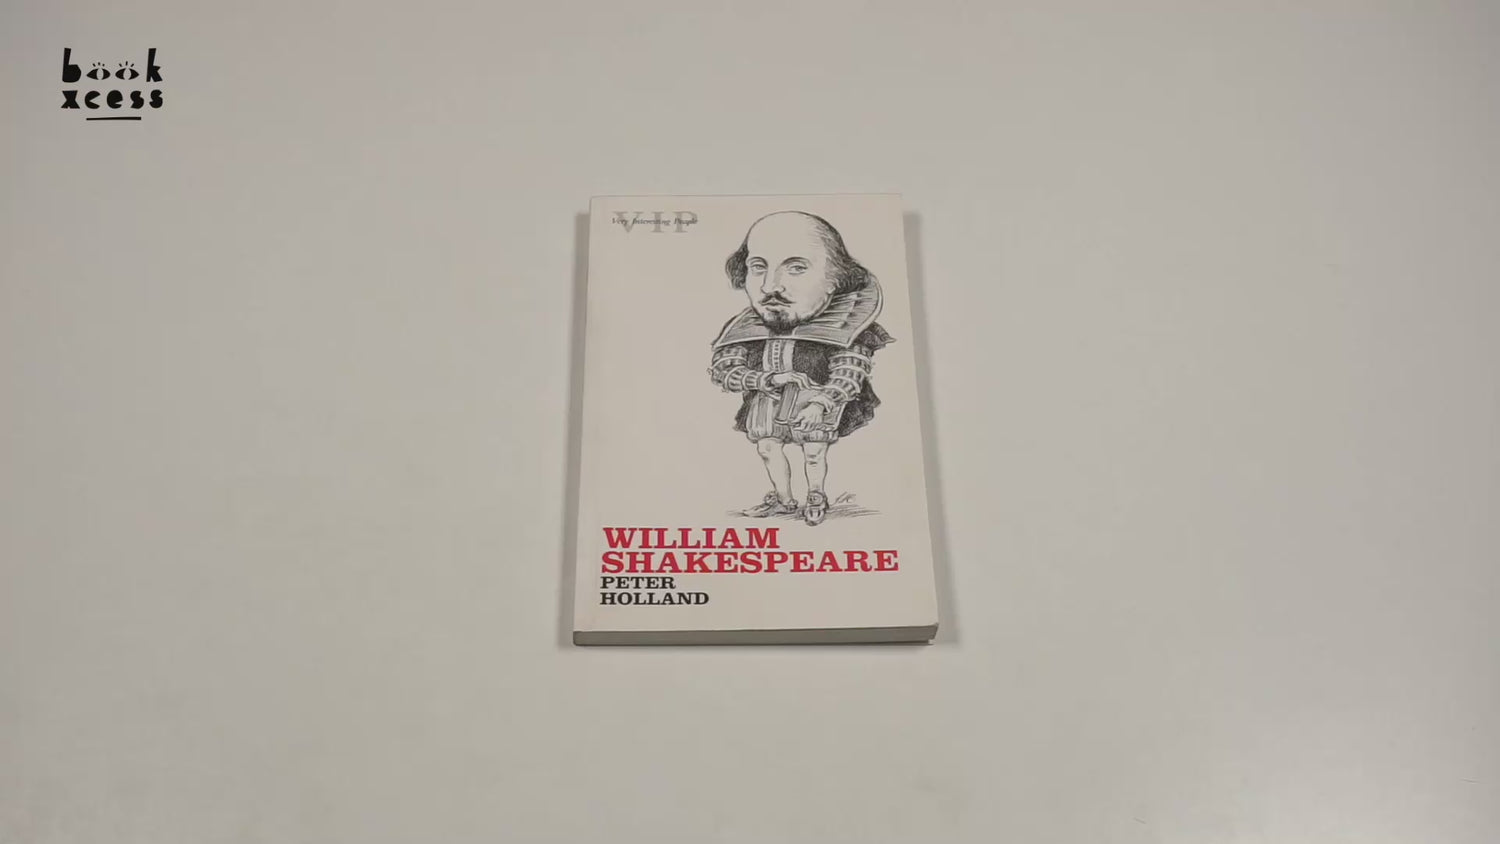 book
xcess
VIP
Very Interesting People
WILLIAM
SHAKESPEARE
PETER
HOLLAND